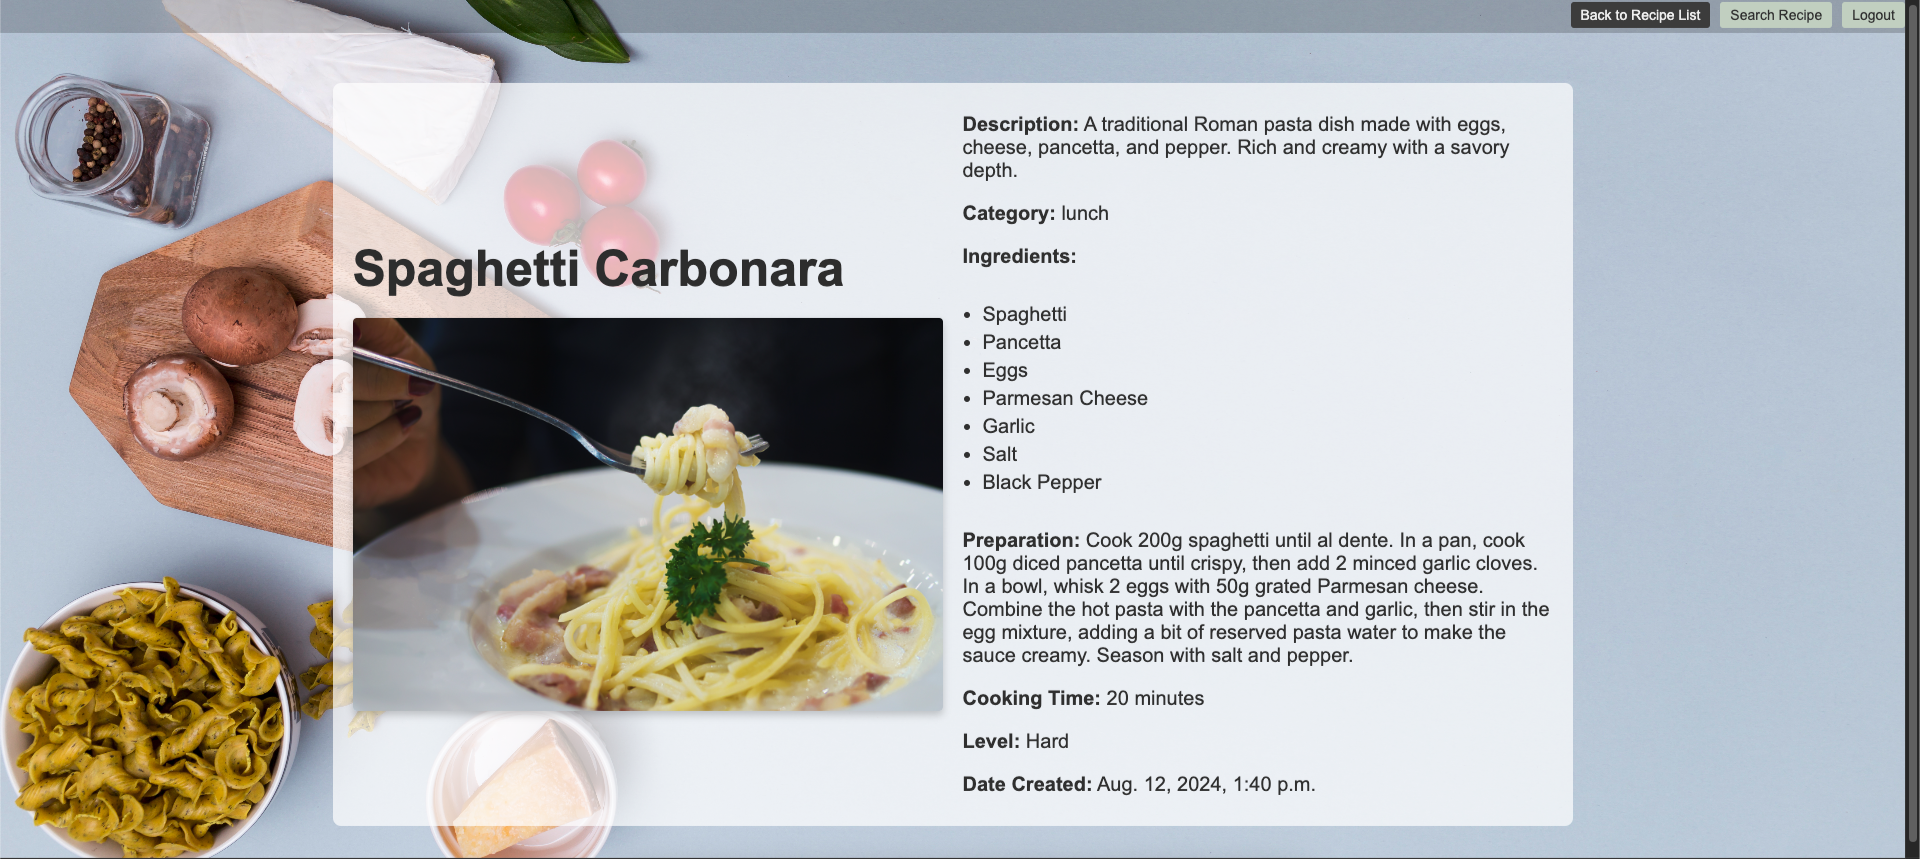 Back to Recipe List
Search Recipe
Logout
Spaghetti Carbonara
Description: A traditional Roman pasta dish made with eggs,
cheese, pancetta, and pepper. Rich and creamy with a savory
depth.
Category: lunch
Ingredients:
• Spaghetti
• Pancetta
• Eggs
• Parmesan Cheese
• Garlic
• Salt
• Black Pepper
Preparation: Cook 200g spaghetti until al dente. In a pan, cook
100g diced pancetta until crispy, then add 2 minced garlic cloves.
In a bowl, whisk 2 eggs with 50g grated Parmesan cheese.
Combine the hot pasta with the pancetta and garlic, then stir in the
egg mixture, adding a bit of reserved pasta water to make the
sauce creamy. Season with salt and pepper.
Cooking Time: 20 minutes
Level: Hard
Date Created: Aug. 12, 2024, 1:40 p.m.